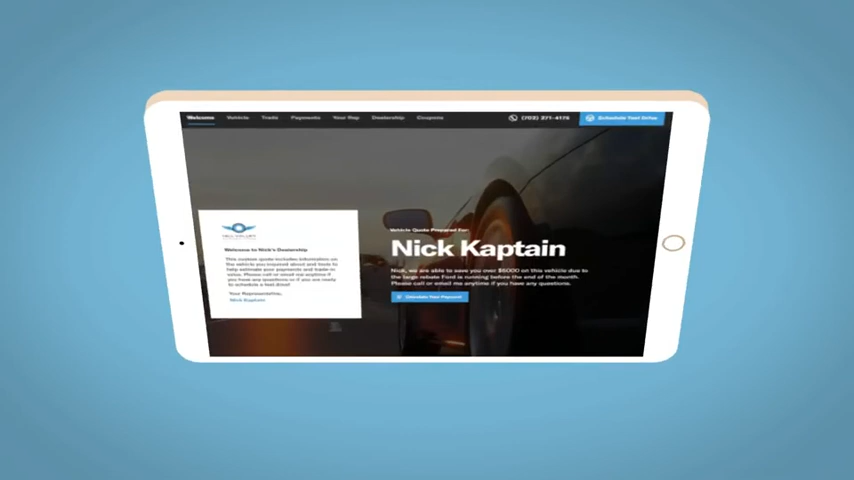 Welcome Vehicle Trade Payments Your Rep Dealership Coupons (703) 271-4176 Schedule Test Drive
Vehicle Quote Prepared For:
Nick Kaptain
Nick, we are able to save you over $6000 on this vehicle due to
the large rebate Ford is running before the end of the month.
Please call or email me anytime if you have any questions.
Calculate Your Payment
Welcome to Nick's Dealership
This custom quote includes information on
the vehicle you inquired about and tools to
help estimate your payments and trade-in
value. Please call or email me anytime if
you have any questions or if you are ready
to schedule a test drive!
Your Representative,
Nick Kaptain